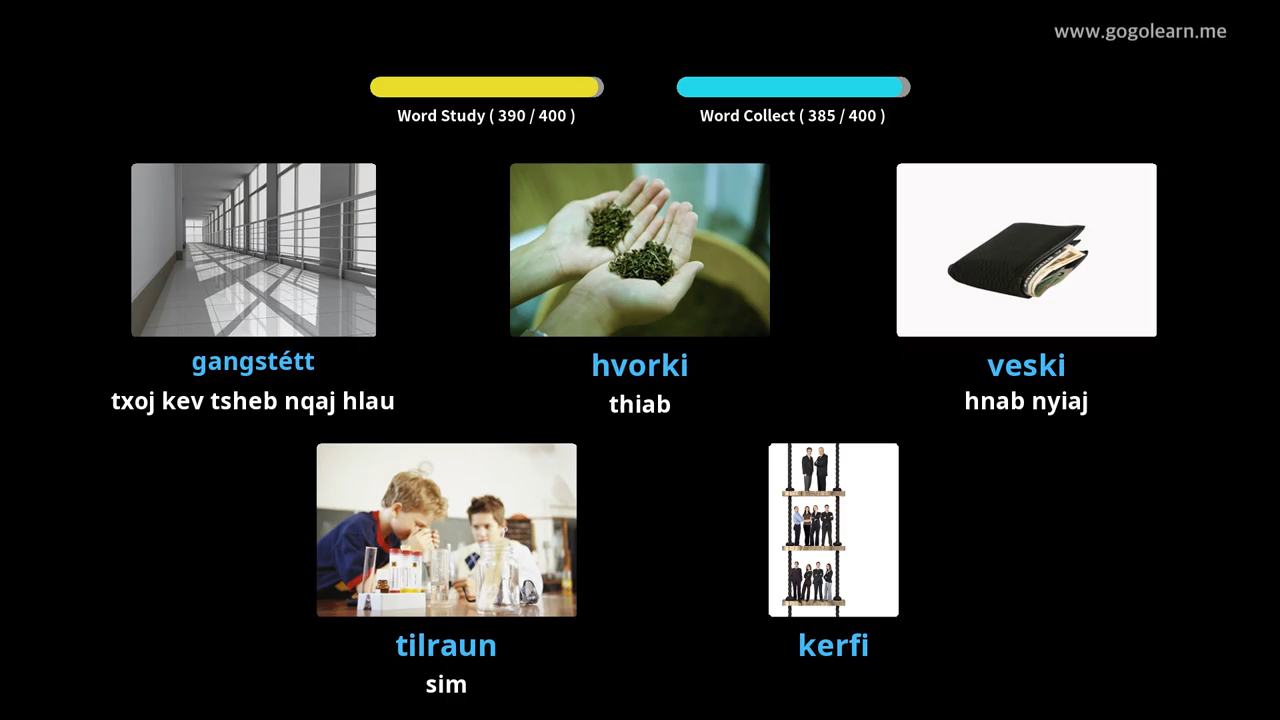 www.gogolearn.me
Word Study ( 390 / 400 )
Word Collect ( 385 / 400 )
gangstétt
txoj kev tsheb nqaj hlau
hvorki
thiab
veski
hnab nyiaj
tilraun
sim
kerfi